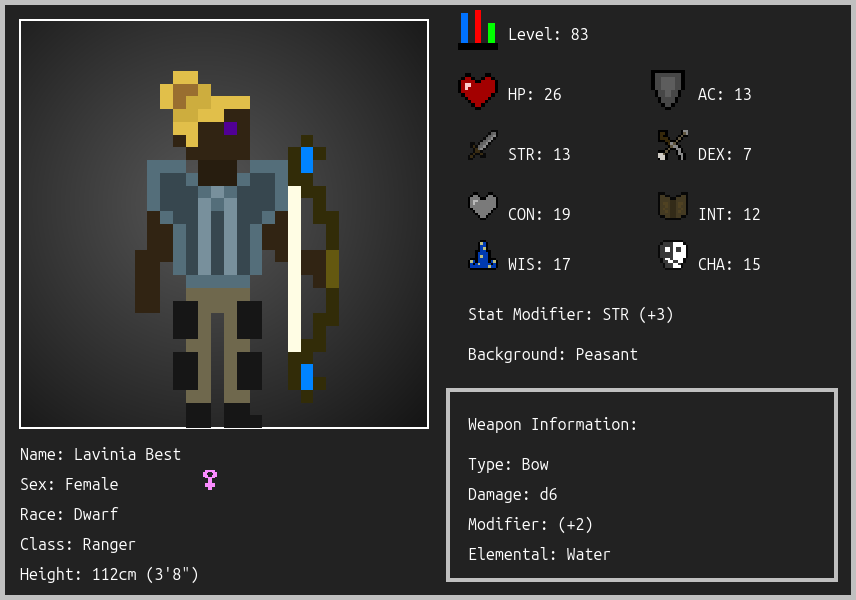 Level: 83
HP: 26
AC: 13
STR: 13
DEX: 7
CON: 19
INT: 12
WIS: 17
CHA: 15
Stat Modifier: STR (+3)
Background: Peasant
Weapon Information:
Type: Bow
Damage: d6
Modifier: (+2)
Elemental: Water
Name: Lavinia Best
Sex: Female
Race: Dwarf
Class: Ranger
Height: 112cm (3'8")